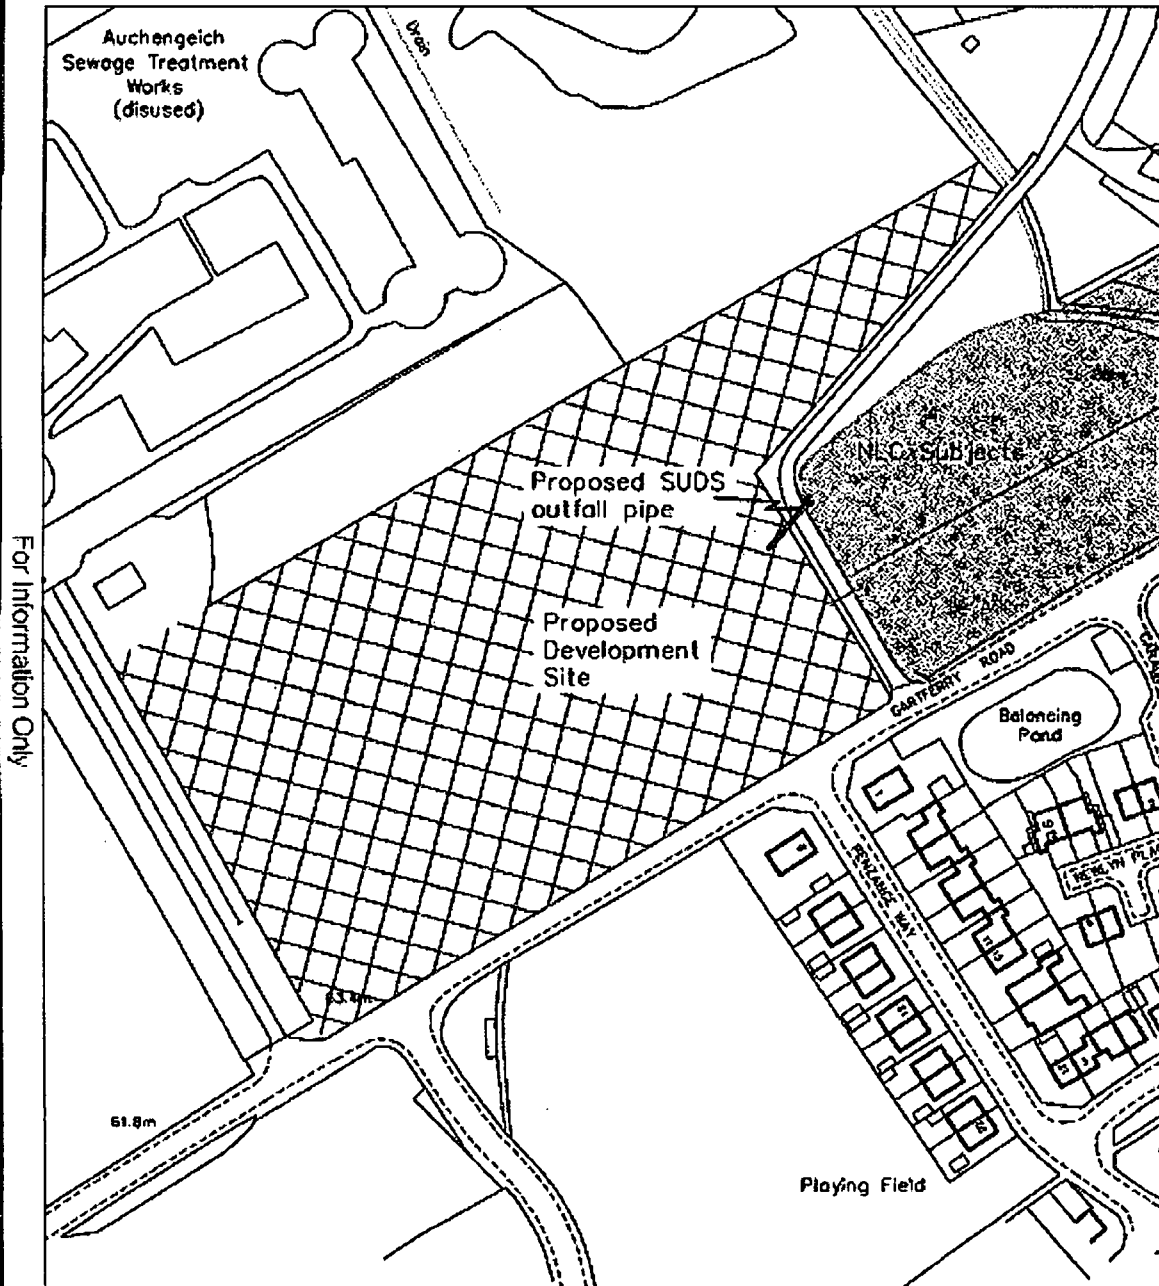 Auchengeich
Sewage Treatment
Works
(disused)
Drain
NLC Subjects
Proposed SUDS
outfall pipe
Proposed
Development
Site
For Information Only
GARTFERRY ROAD
Balancing
Pond
PENZANCE WAY
61.8m
Playing Field